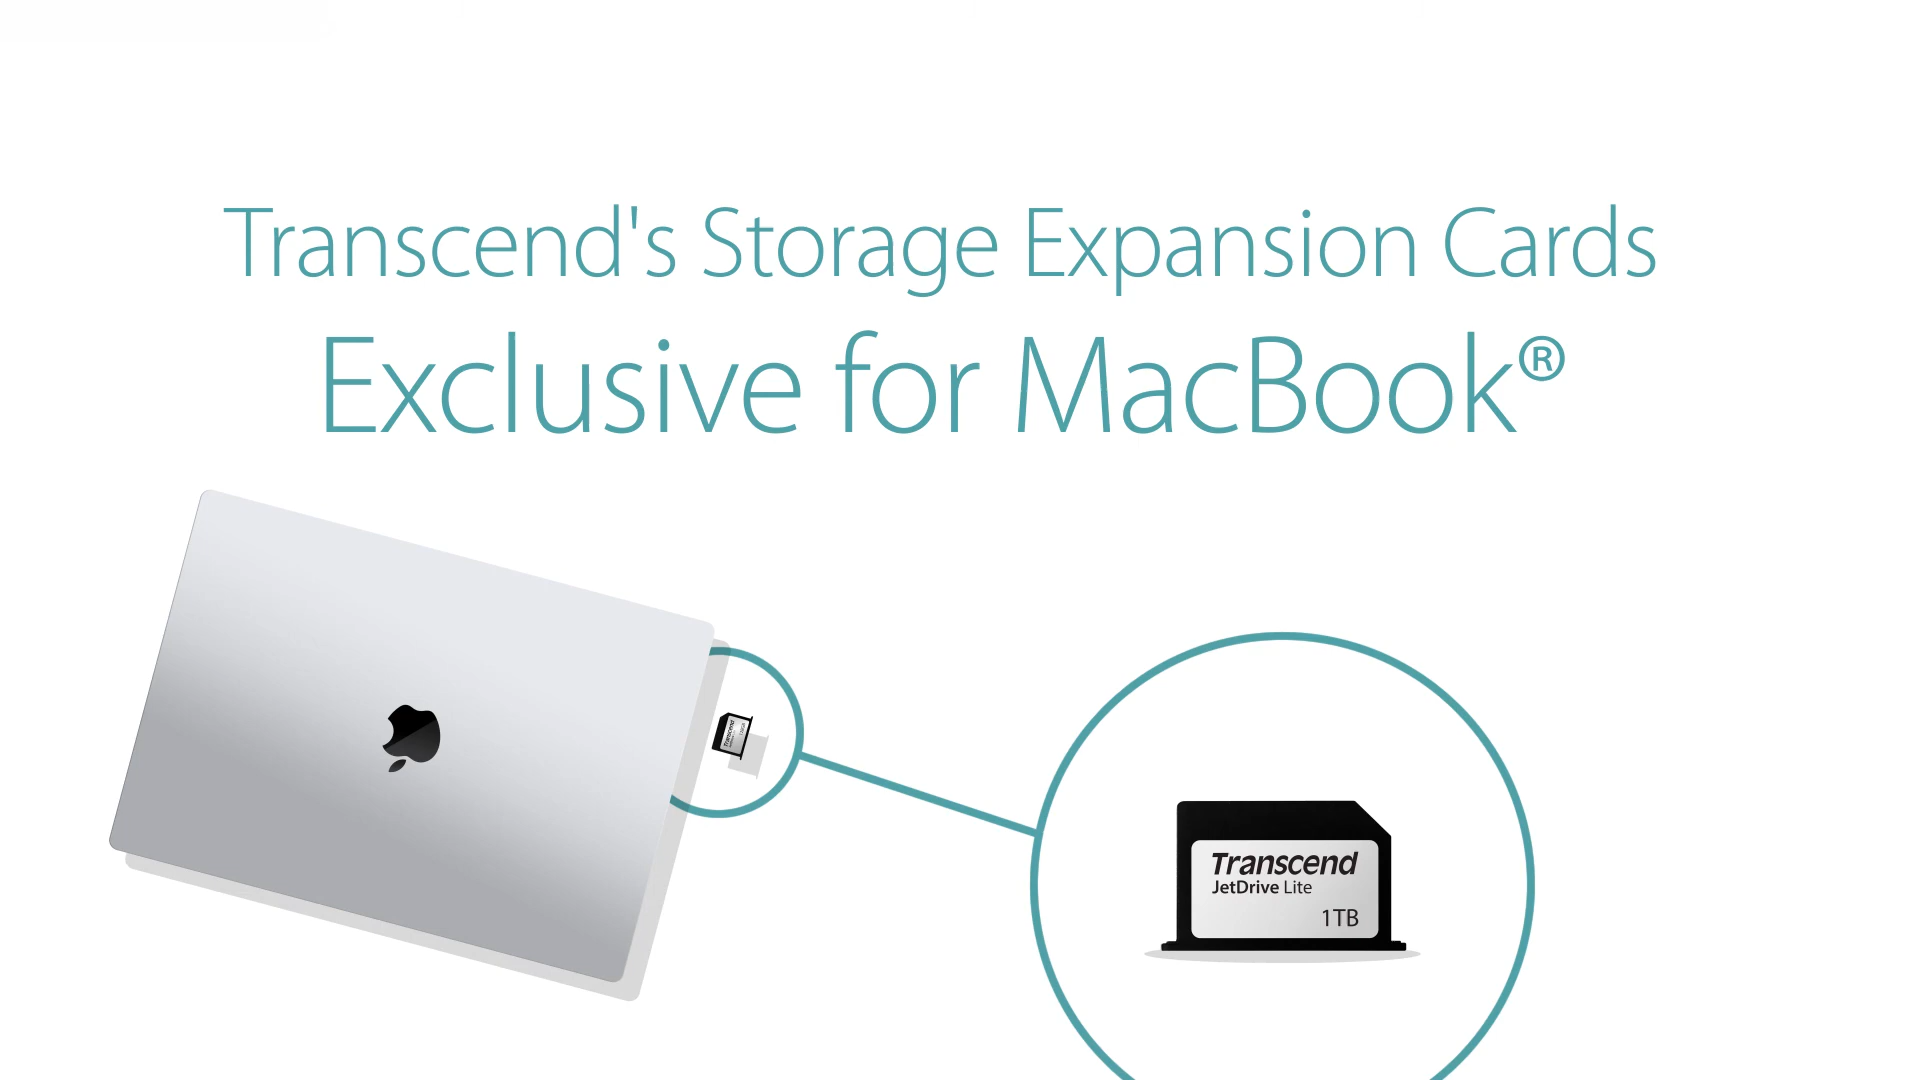 Transcend's Storage Expansion Cards
Exclusive for MacBook®
Transcend
JetDrive Lite
1TB